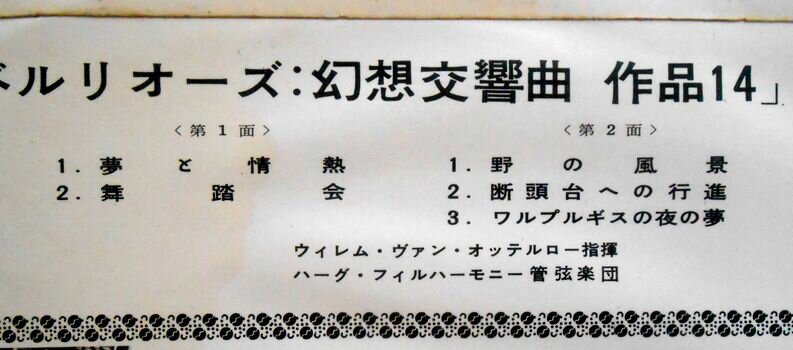 ベルリオーズ：幻想交響曲 作品14」
〈第1面〉
1. 夢と情熱
2. 舞踏会
〈第2面〉
1. 野の風景
2. 断頭台への行進
3. ワルプルギスの夜の夢
ウィレム・ヴァン・オッテルロー指揮
ハーグ・フィルハーモニー管弦楽団